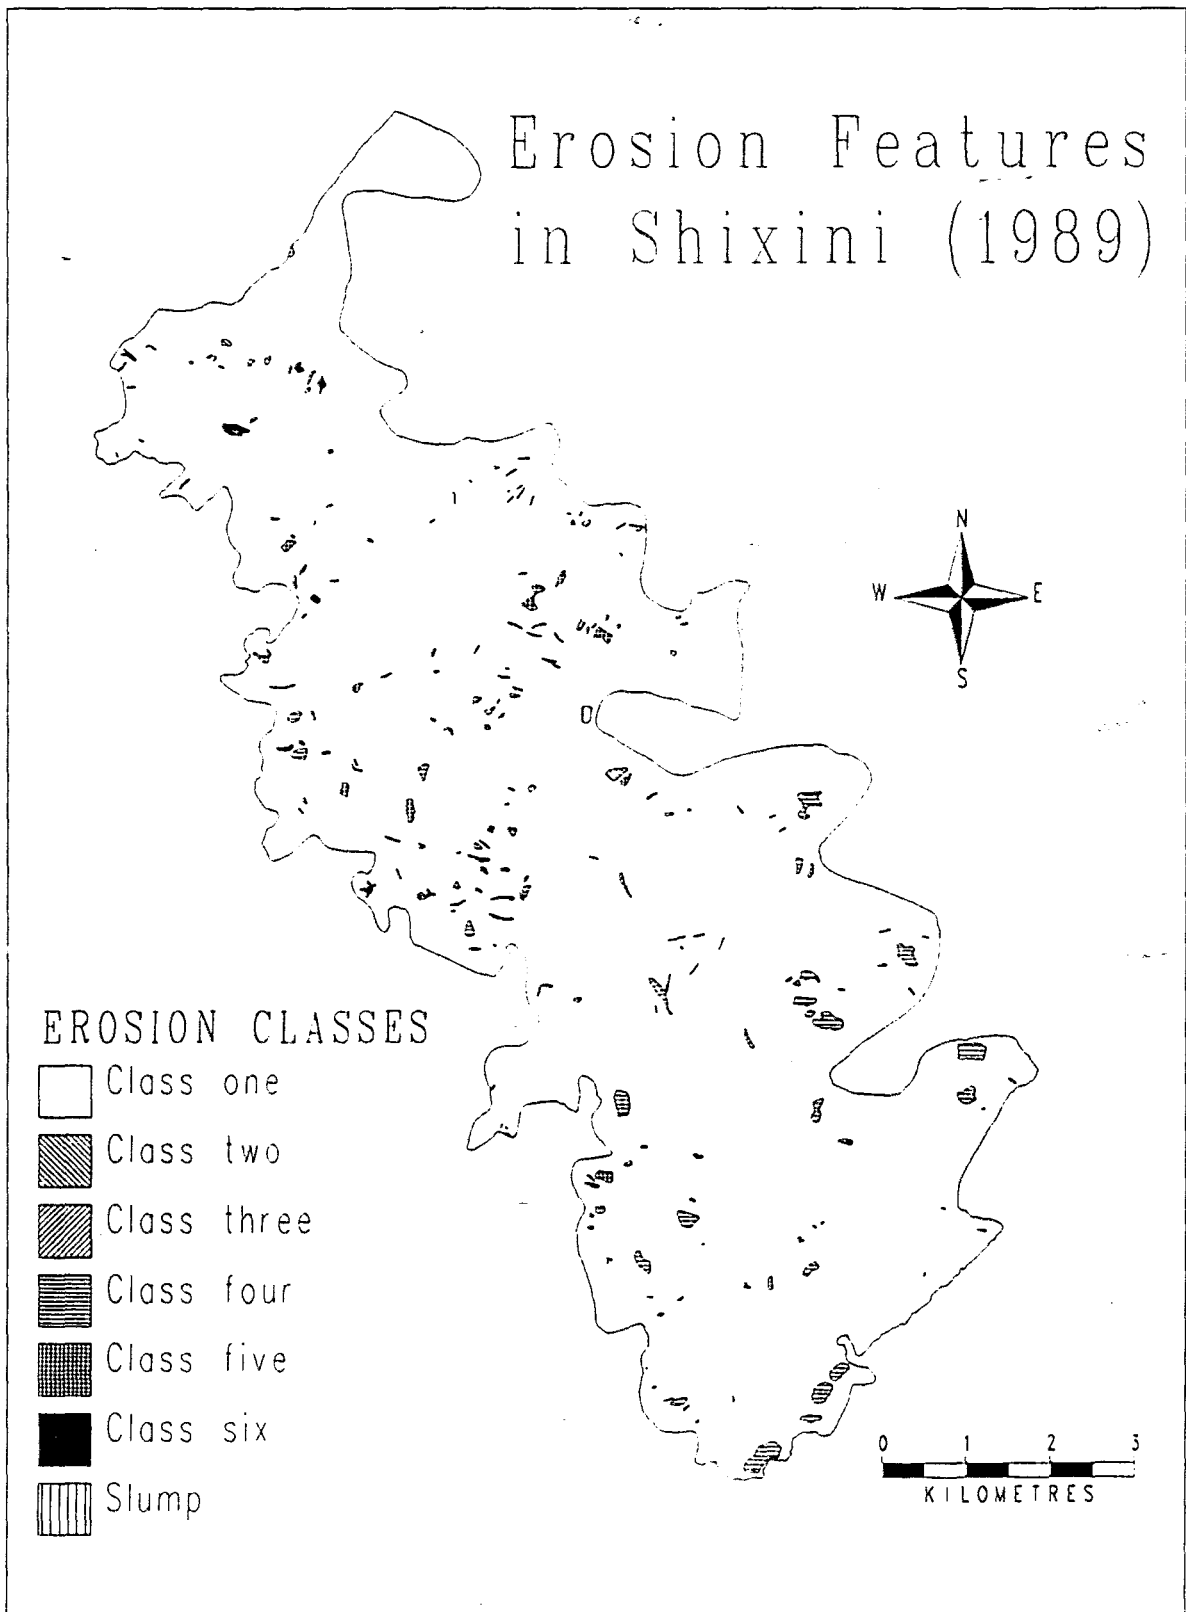 Erosion Features
in Shixini (1989)
N
W E
S
EROSION CLASSES
Class one
Class two
Class three
Class four
Class five
Class six
Slump
0 1 2 3
KILOMETRES